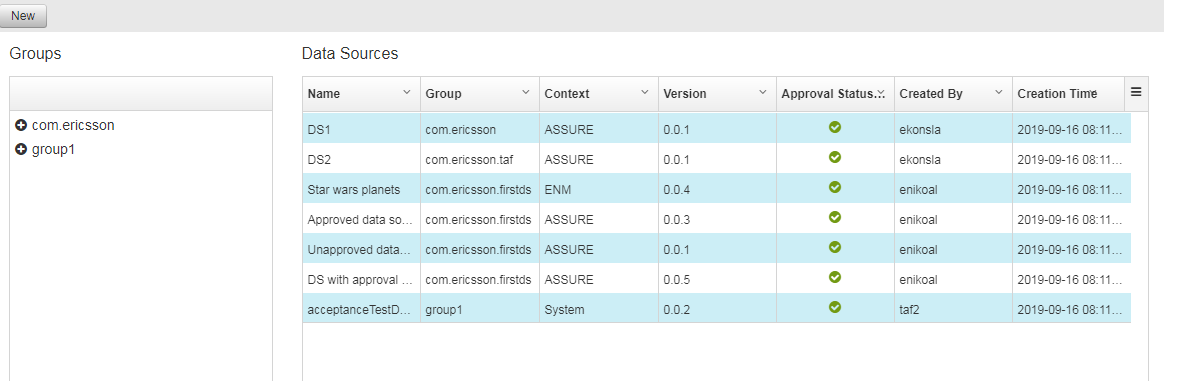 New
Groups
Data Sources
Name Group Context Version Approval Status... Created By Creation Time
com.ericsson
group1
DS1 com.ericsson ASSURE 0.0.1 ekonsla 2019-09-16 08:11...
DS2 com.ericsson.taf ASSURE 0.0.1 ekonsla 2019-09-16 08:11...
Star wars planets com.ericsson.firstds ENM 0.0.4 enikoal 2019-09-16 08:11...
Approved data so... com.ericsson.firstds ASSURE 0.0.3 enikoal 2019-09-16 08:11...
Unapproved data... com.ericsson.firstds ASSURE 0.0.1 enikoal 2019-09-16 08:11...
DS with approval ... com.ericsson.firstds ASSURE 0.0.5 enikoal 2019-09-16 08:11...
acceptanceTestD... group1 System 0.0.2 taf2 2019-09-16 08:11...